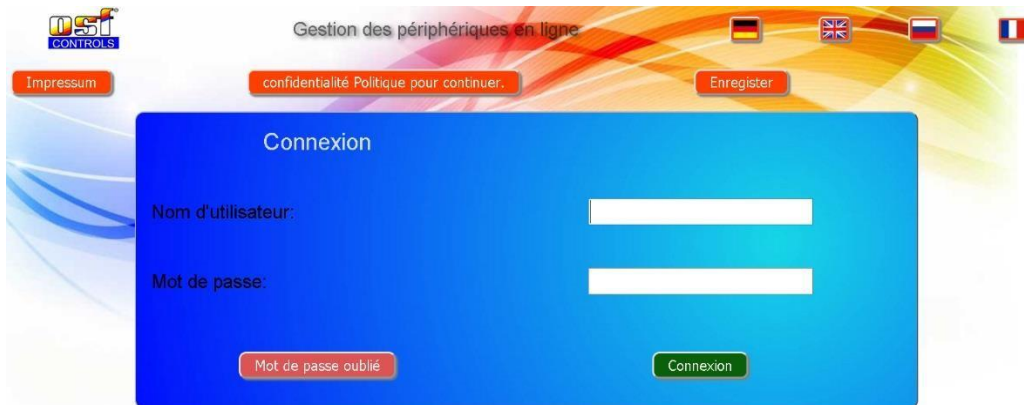 osf
CONTROLS
Gestion des périphériques en ligne
Impressum
confidentialité Politique pour continuer.
Enregister
Connexion
Nom d'utilisateur:
Mot de passe:
Mot de passe oublié
Connexion